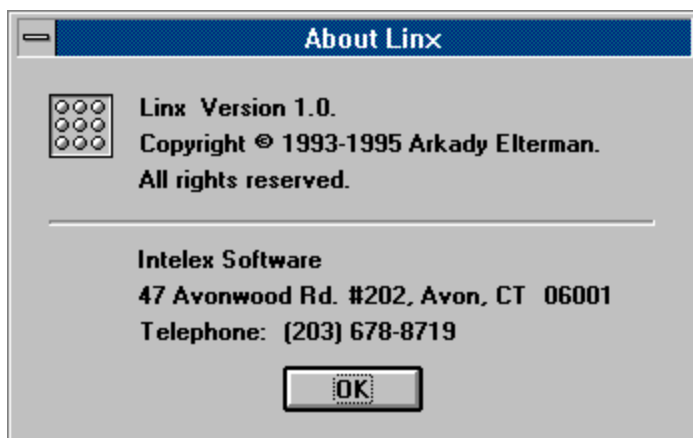 About Linx
Linx  Version 1.0.
Copyright © 1993-1995 Arkady Elterman.
All rights reserved.
Intelex Software
47 Avonwood Rd. #202, Avon, CT  06001
Telephone:  (203) 678-8719
OK